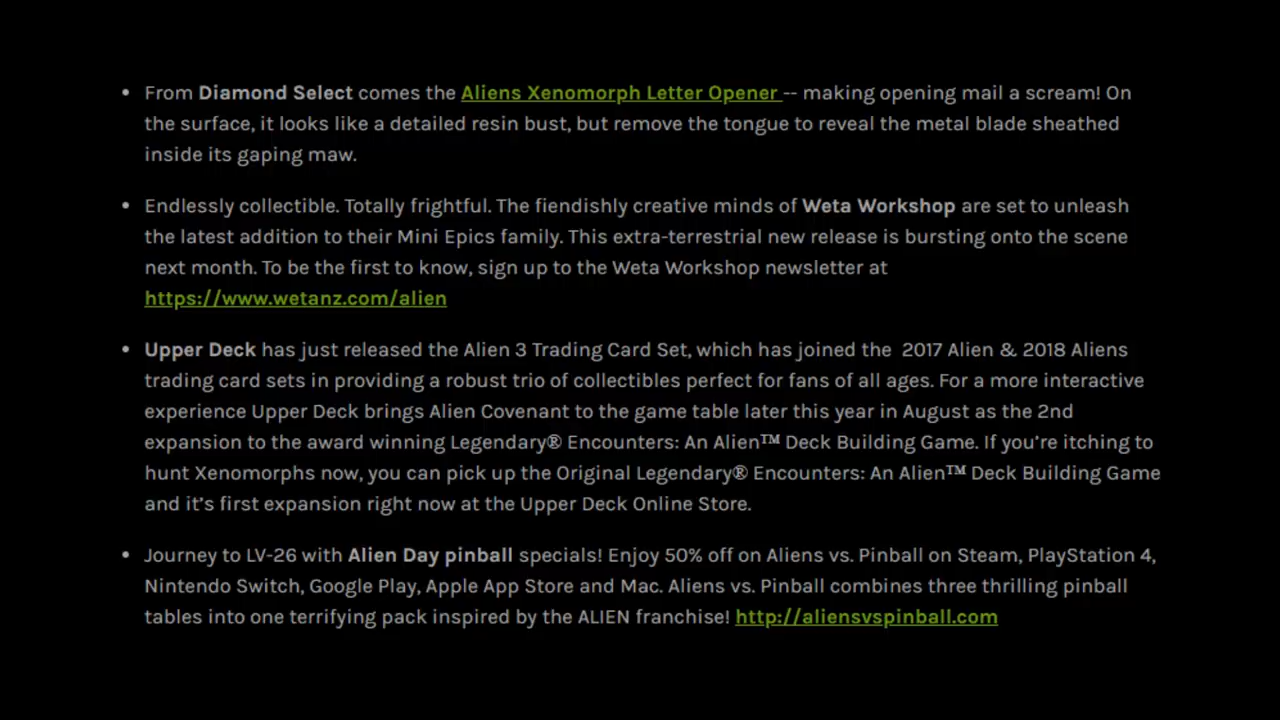 • From Diamond Select comes the Aliens Xenomorph Letter Opener -- making opening mail a scream! On
the surface, it looks like a detailed resin bust, but remove the tongue to reveal the metal blade sheathed
inside its gaping maw.
• Endlessly collectible. Totally frightful. The fiendishly creative minds of Weta Workshop are set to unleash
the latest addition to their Mini Epics family. This extra-terrestrial new release is bursting onto the scene
next month. To be the first to know, sign up to the Weta Workshop newsletter at
https://www.wetanz.com/alien
• Upper Deck has just released the Alien 3 Trading Card Set, which has joined the 2017 Alien & 2018 Aliens
trading card sets in providing a robust trio of collectibles perfect for fans of all ages. For a more interactive
experience Upper Deck brings Alien Covenant to the game table later this year in August as the 2nd
expansion to the award winning Legendary® Encounters: An Alien™ Deck Building Game. If you're itching to
hunt Xenomorphs now, you can pick up the Original Legendary® Encounters: An Alien™ Deck Building Game
and it's first expansion right now at the Upper Deck Online Store.
• Journey to LV-26 with Alien Day pinball specials! Enjoy 50% off on Aliens vs. Pinball on Steam, PlayStation 4,
Nintendo Switch, Google Play, Apple App Store and Mac. Aliens vs. Pinball combines three thrilling pinball
tables into one terrifying pack inspired by the ALIEN franchise! http://aliensvspinball.com